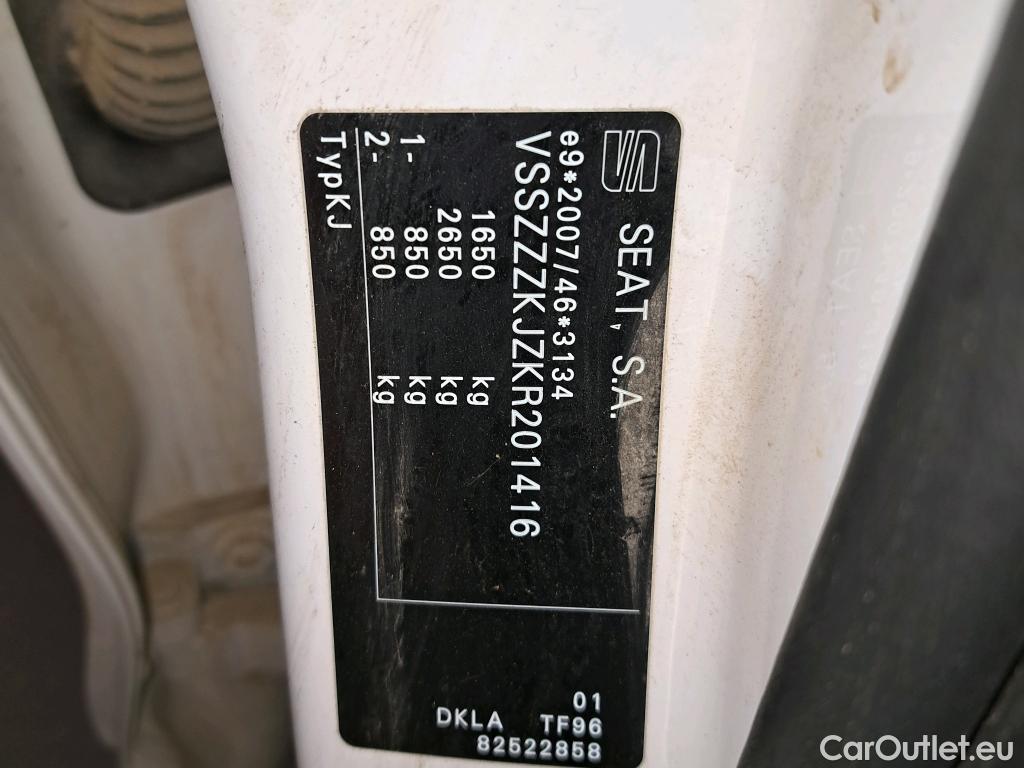 SEAT, S.A.
e9*2007/46*3134
VSSZZZKJZKR201416
1650 kg
2650 kg
1- 850 kg
2- 850 kg
TypKJ
01
DKLA TF96
82522858
CarOutlet.eu